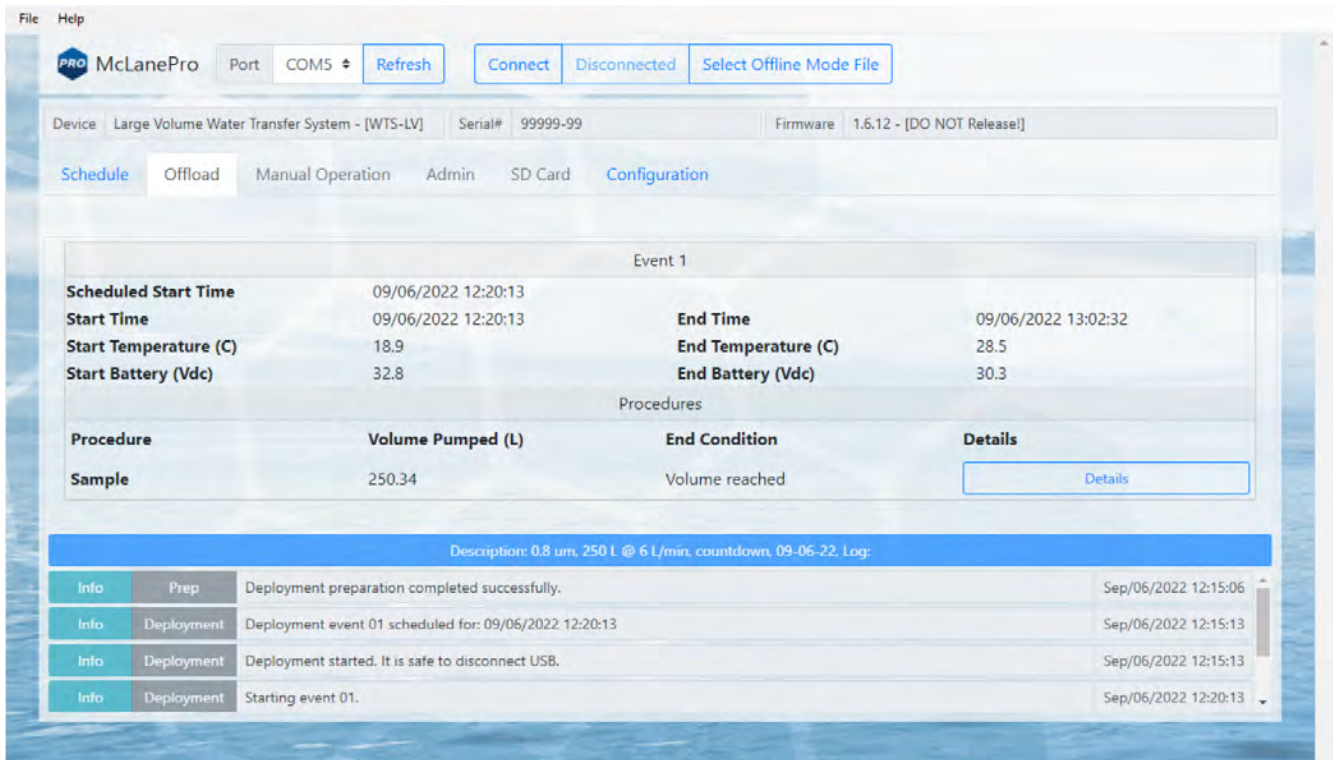 File Help
PRO McLanePro Port COM5 Refresh Connect Disconnected Select Offline Mode File
Device Large Volume Water Transfer System - [WTS-LV] Serial# 99999-99 Firmware 1.6.12 - [DO NOT Release!]
Schedule Offload Manual Operation Admin SD Card Configuration
Event 1
Scheduled Start Time 09/06/2022 12:20:13
Start Time 09/06/2022 12:20:13 End Time 09/06/2022 13:02:32
Start Temperature (C) 18.9 End Temperature (C) 28.5
Start Battery (Vdc) 32.8 End Battery (Vdc) 30.3
Procedures
Procedure Volume Pumped (L) End Condition Details
Sample 250.34 Volume reached Details
Description: 0.8 um, 250 L @ 6 L/min, countdown, 09-06-22, Log:
Info Prep Deployment preparation completed successfully. Sep/06/2022 12:15:06
Info Deployment Deployment event 01 scheduled for: 09/06/2022 12:20:13 Sep/06/2022 12:15:13
Info Deployment Deployment started. It is safe to disconnect USB. Sep/06/2022 12:15:13
Info Deployment Starting event 01. Sep/06/2022 12:20:13